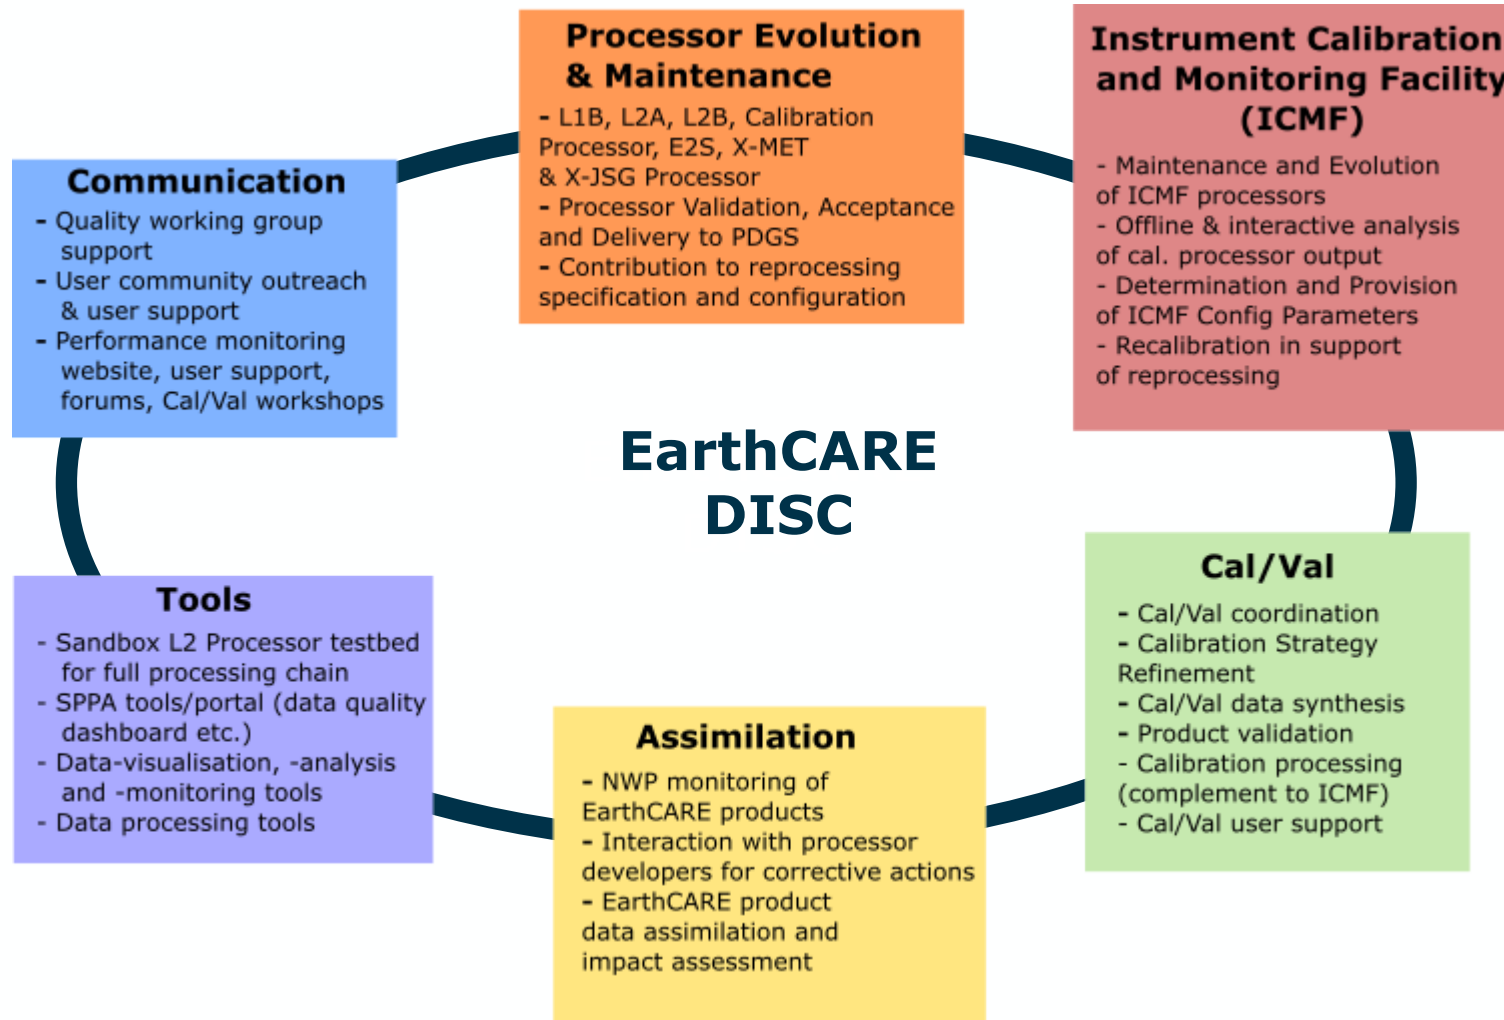 Processor Evolution
& Maintenance
- L1B, L2A, L2B, Calibration
Processor, E2S, X-MET
& X-JSG Processor
- Processor Validation, Acceptance
and Delivery to PDGS
- Contribution to reprocessing
specification and configuration
Instrument Calibration
and Monitoring Facility
(ICMF)
- Maintenance and Evolution
of ICMF processors
- Offline & interactive analysis
of cal. processor output
- Determination and Provision
of ICMF Config Parameters
- Recalibration in support
of reprocessing
Communication
- Quality working group
support
- User community outreach
& user support
- Performance monitoring
website, user support,
forums, Cal/Val workshops
EarthCARE
DISC
Tools
- Sandbox L2 Processor testbed
for full processing chain
- SPPA tools/portal (data quality
dashboard etc.)
- Data-visualisation, -analysis
and -monitoring tools
- Data processing tools
Assimilation
- NWP monitoring of
EarthCARE products
- Interaction with processor
developers for corrective actions
- EarthCARE product
data assimilation and
impact assessment
Cal/Val
- Cal/Val coordination
- Calibration Strategy
Refinement
- Cal/Val data synthesis
- Product validation
- Calibration processing
(complement to ICMF)
- Cal/Val user support